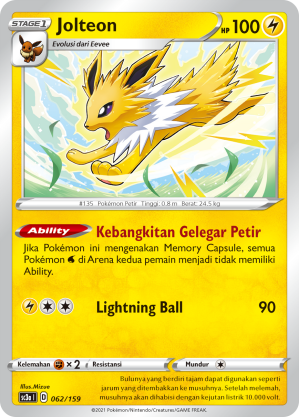 STAGE 1
Jolteon
HP 100
Evolusi dari Eevee
#135. Pokémon Petir Tinggi: 0.8 m. Berat: 24.5 kg
Ability Kebangkitan Gelegar Petir
Jika Pokémon ini mengenakan Memory Capsule, semua
Pokémon di Arena kedua pemain menjadi tidak memiliki
Ability.
Lightning Ball 90
Kelemahan ×2 Resistansi Mundur
Illus. Mizue
sc3a I D 062/159
Bulunya yang berdiri tajam dapat digunakan seperti
jarum yang ditembakkan ke musuhnya. Setelah itu,
musuhnya akan dihabisi dengan kejutan listrik 10.000 volt.
©2021 Pokémon/Nintendo/Creatures/GAME FREAK.